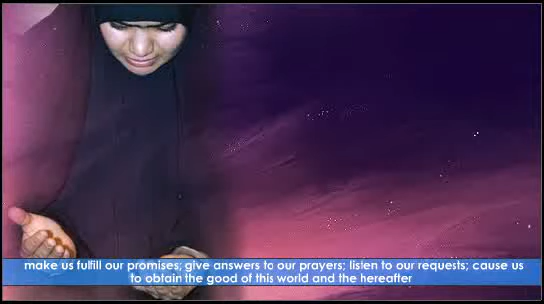 make us fulfill our promises; give answers to our prayers; listen to our requests; cause us
to obtain the good of this world and the hereafter